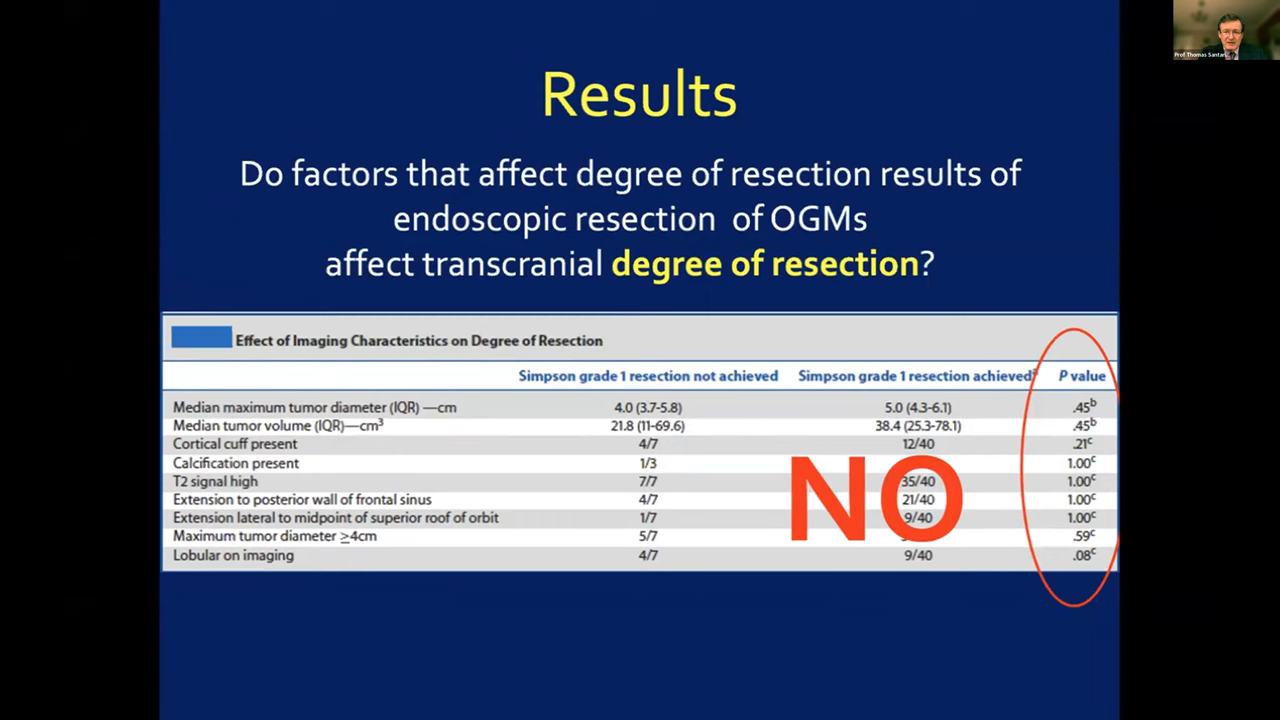 Prof Thomas Santar
Results
Do factors that affect degree of resection results of
endoscopic resection of OGMs
affect transcranial degree of resection?
Effect of Imaging Characteristics on Degree of Resection
Simpson grade 1 resection not achieved Simpson grade 1 resection achieved P value
Median maximum tumor diameter (IQR) —cm 4.0 (3.7-5.8) 5.0 (4.3-6.1) .45b
Median tumor volume (IQR)—cm³ 21.8 (11-69.6) 38.4 (25.3-78.1) .45b
Cortical cuff present 4/7 12/40 .21c
Calcification present 1/3 1.00c
T2 signal high 7/7 35/40 1.00c
Extension to posterior wall of frontal sinus 4/7 21/40 1.00c
Extension lateral to midpoint of superior roof of orbit 1/7 9/40 1.00c
Maximum tumor diameter ≥4cm 5/7 .59c
Lobular on imaging 4/7 9/40 .08c
NO